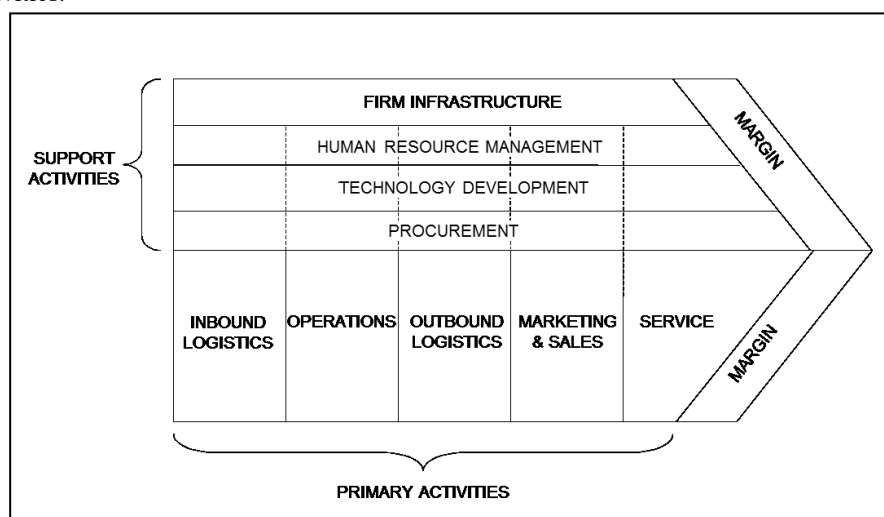 FIRM INFRASTRUCTURE
HUMAN RESOURCE MANAGEMENT
TECHNOLOGY DEVELOPMENT
PROCUREMENT
SUPPORT
ACTIVITIES
MARGIN
INBOUND
LOGISTICS
OPERATIONS
OUTBOUND
LOGISTICS
MARKETING
& SALES
SERVICE
MARGIN
PRIMARY ACTIVITIES